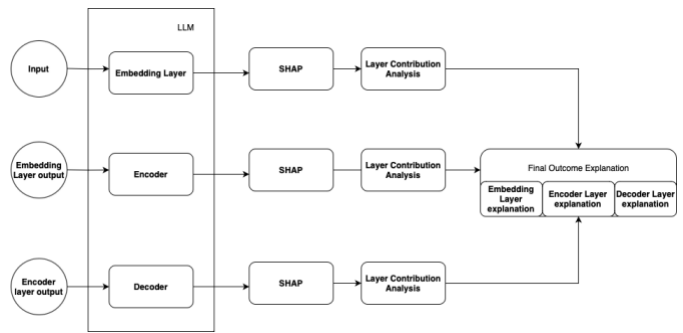 LLM
Input
Embedding Layer
SHAP
Layer Contribution
Analysis
Embedding
Layer output
Encoder
SHAP
Layer Contribution
Analysis
Final Outcome Explanation
Embedding
Layer
explanation
Encoder Layer
explanation
Decoder Layer
explanation
Encoder
layer output
Decoder
SHAP
Layer Contribution
Analysis